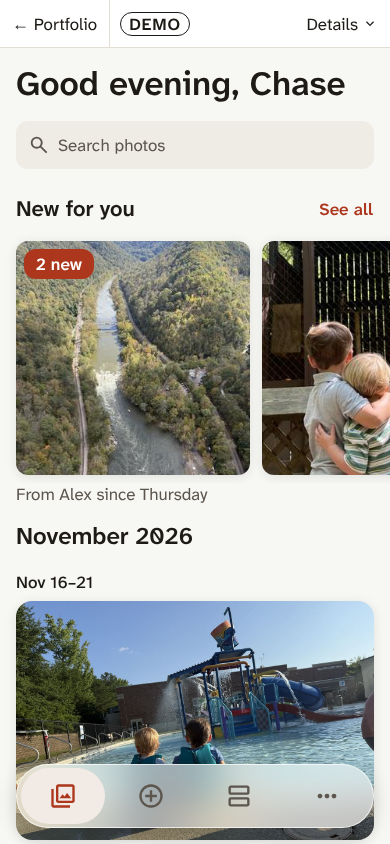 ← Portfolio
DEMO
Details
Good evening, Chase
Search photos
New for you
See all
2 new
From Alex since Thursday
November 2026
Nov 16–21